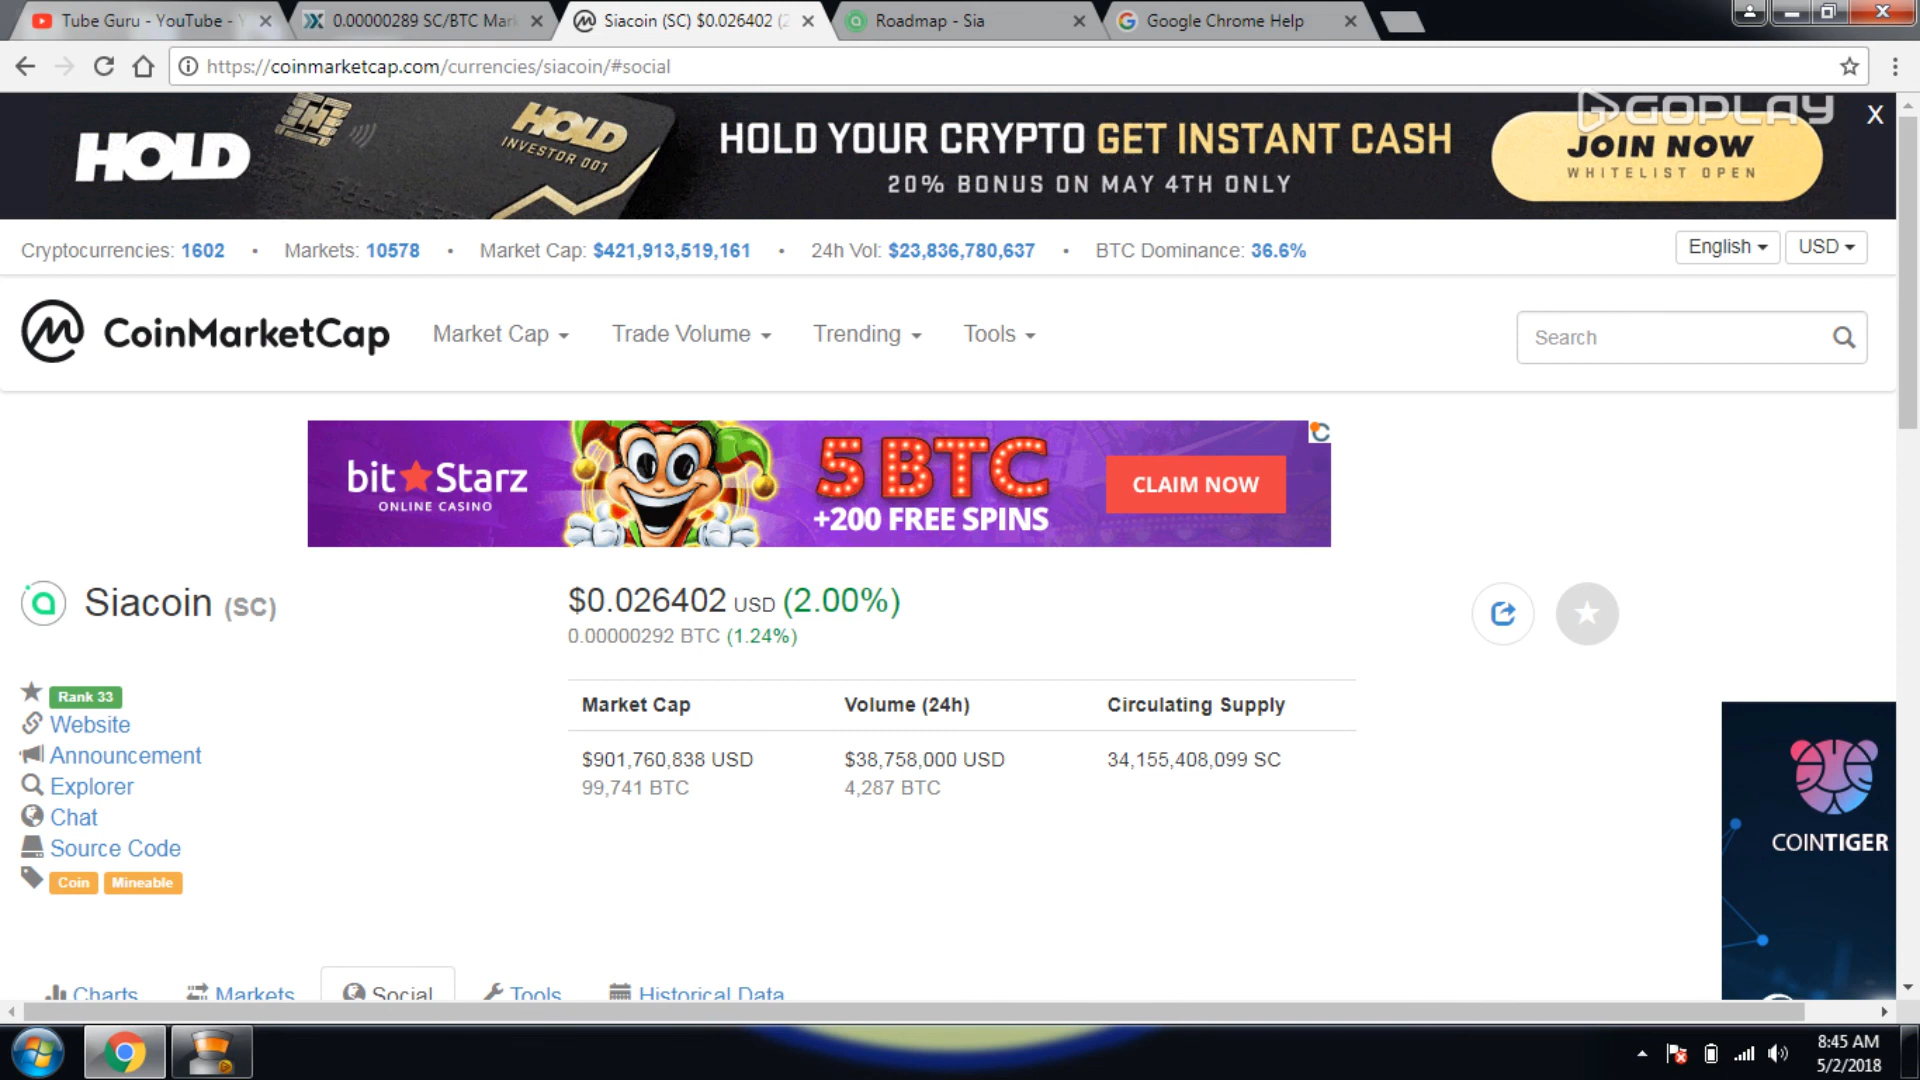 Tube Guru - YouTube - Y
0.00000289 SC/BTC Mark
Siacoin (SC) $0.026402 (2
Roadmap - Sia
Google Chrome Help
https://coinmarketcap.com/currencies/siacoin/#social
HOLD
HOLD
INVESTOR 001
HOLD YOUR CRYPTO GET INSTANT CASH
20% BONUS ON MAY 4TH ONLY
GOPLAY
JOIN NOW
WHITELIST OPEN
X
Cryptocurrencies: 1602 • Markets: 10578 • Market Cap: $421,913,519,161 • 24h Vol: $23,836,780,637 • BTC Dominance: 36.6%
English
USD
CoinMarketCap
Market Cap
Trade Volume
Trending
Tools
Search
bitStarz
ONLINE CASINO
5 BTC
+200 FREE SPINS
CLAIM NOW
Siacoin (SC)
$0.026402 USD (2.00%)
0.00000292 BTC (1.24%)
Rank 33
Website
Announcement
Explorer
Chat
Source Code
Coin Mineable
Market Cap Volume (24h) Circulating Supply
$901,760,838 USD $38,758,000 USD 34,155,408,099 SC
99,741 BTC 4,287 BTC
COINTIGER
Charts Markets Social Tools Historical Data
8:45 AM
5/2/2018